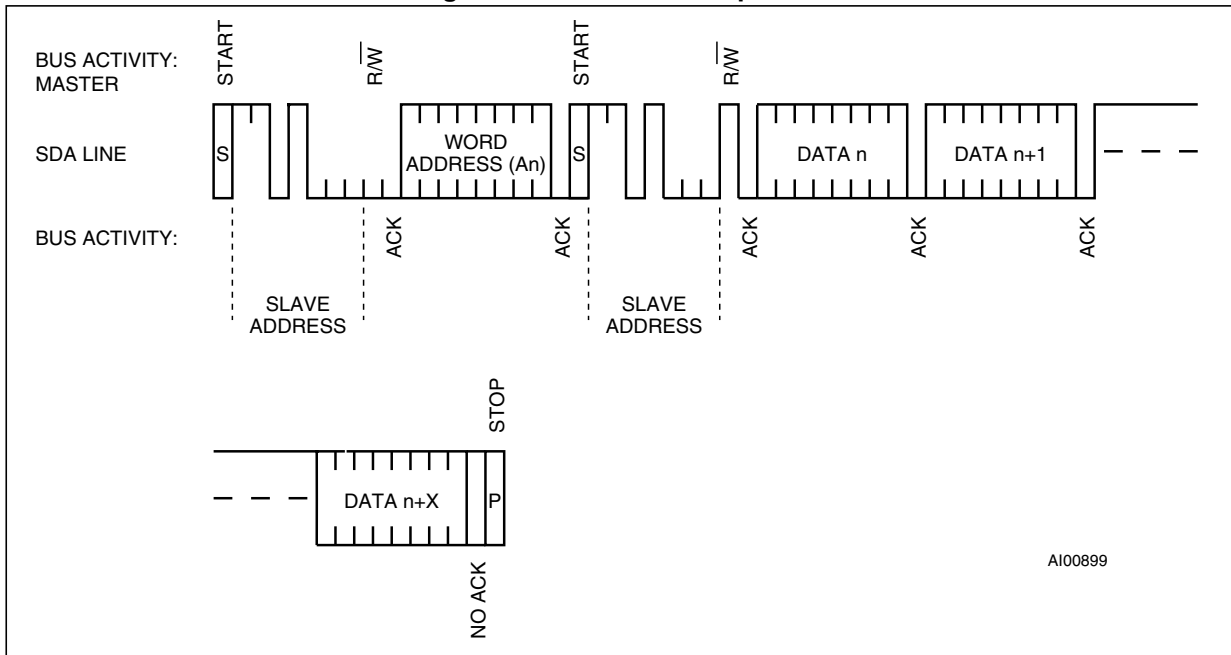 START
R/W
START
R/W
BUS ACTIVITY:
MASTER
SDA LINE
S
WORD
ADDRESS (An)
S
DATA n
DATA n+1
BUS ACTIVITY:
ACK
ACK
ACK
ACK
ACK
SLAVE
ADDRESS
SLAVE
ADDRESS
STOP
DATA n+X
P
NO ACK
AI00899